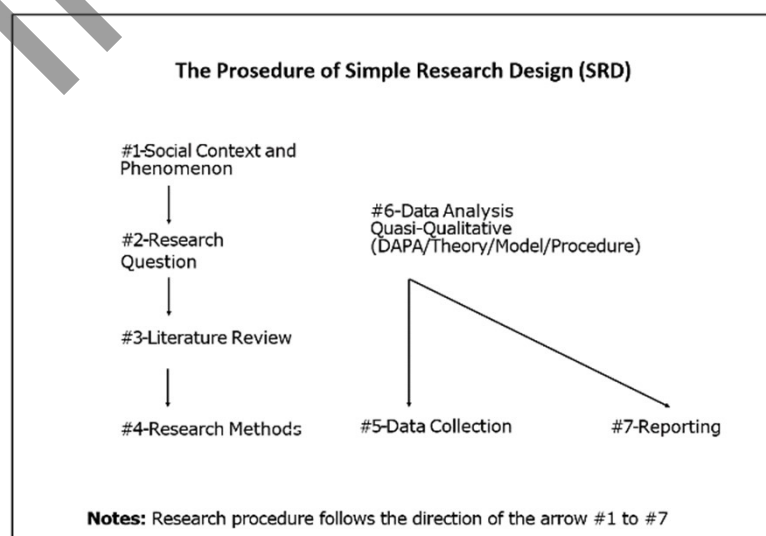 The Prosedure of Simple Research Design (SRD)
#1-Social Context and
Phenomenon
#2-Research
Question
#3-Literature Review
#4-Research Methods
#6-Data Analysis
Quasi-Qualitative
(DAPA/Theory/Model/Procedure)
#5-Data Collection
#7-Reporting
Notes: Research procedure follows the direction of the arrow #1 to #7